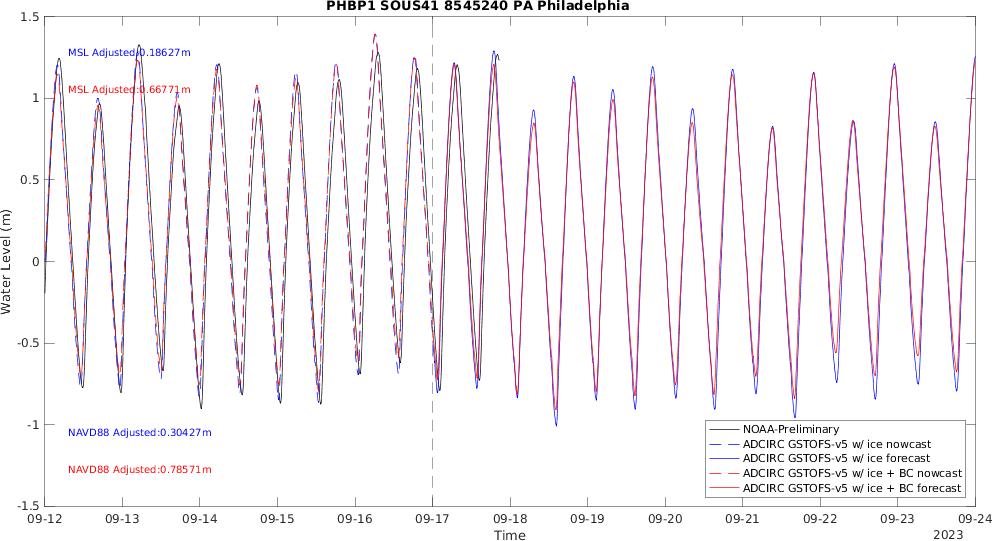 PHBP1 SOUS41 8545240 PA Philadelphia
1.5
1
0.5
0
-0.5
-1
-1.5
Water Level (m)
MSL Adjusted:0.18627m
MSL Adjusted:0.66771m
NAVD88 Adjusted:0.30427m
NAVD88 Adjusted:0.78571m
NOAA-Preliminary
ADCIRC GSTOFS-v5 w/ ice nowcast
ADCIRC GSTOFS-v5 w/ ice forecast
ADCIRC GSTOFS-v5 w/ ice + BC nowcast
ADCIRC GSTOFS-v5 w/ ice + BC forecast
09-12 09-13 09-14 09-15 09-16 09-17 09-18 09-19 09-20 09-21 09-22 09-23 09-24
Time
2023